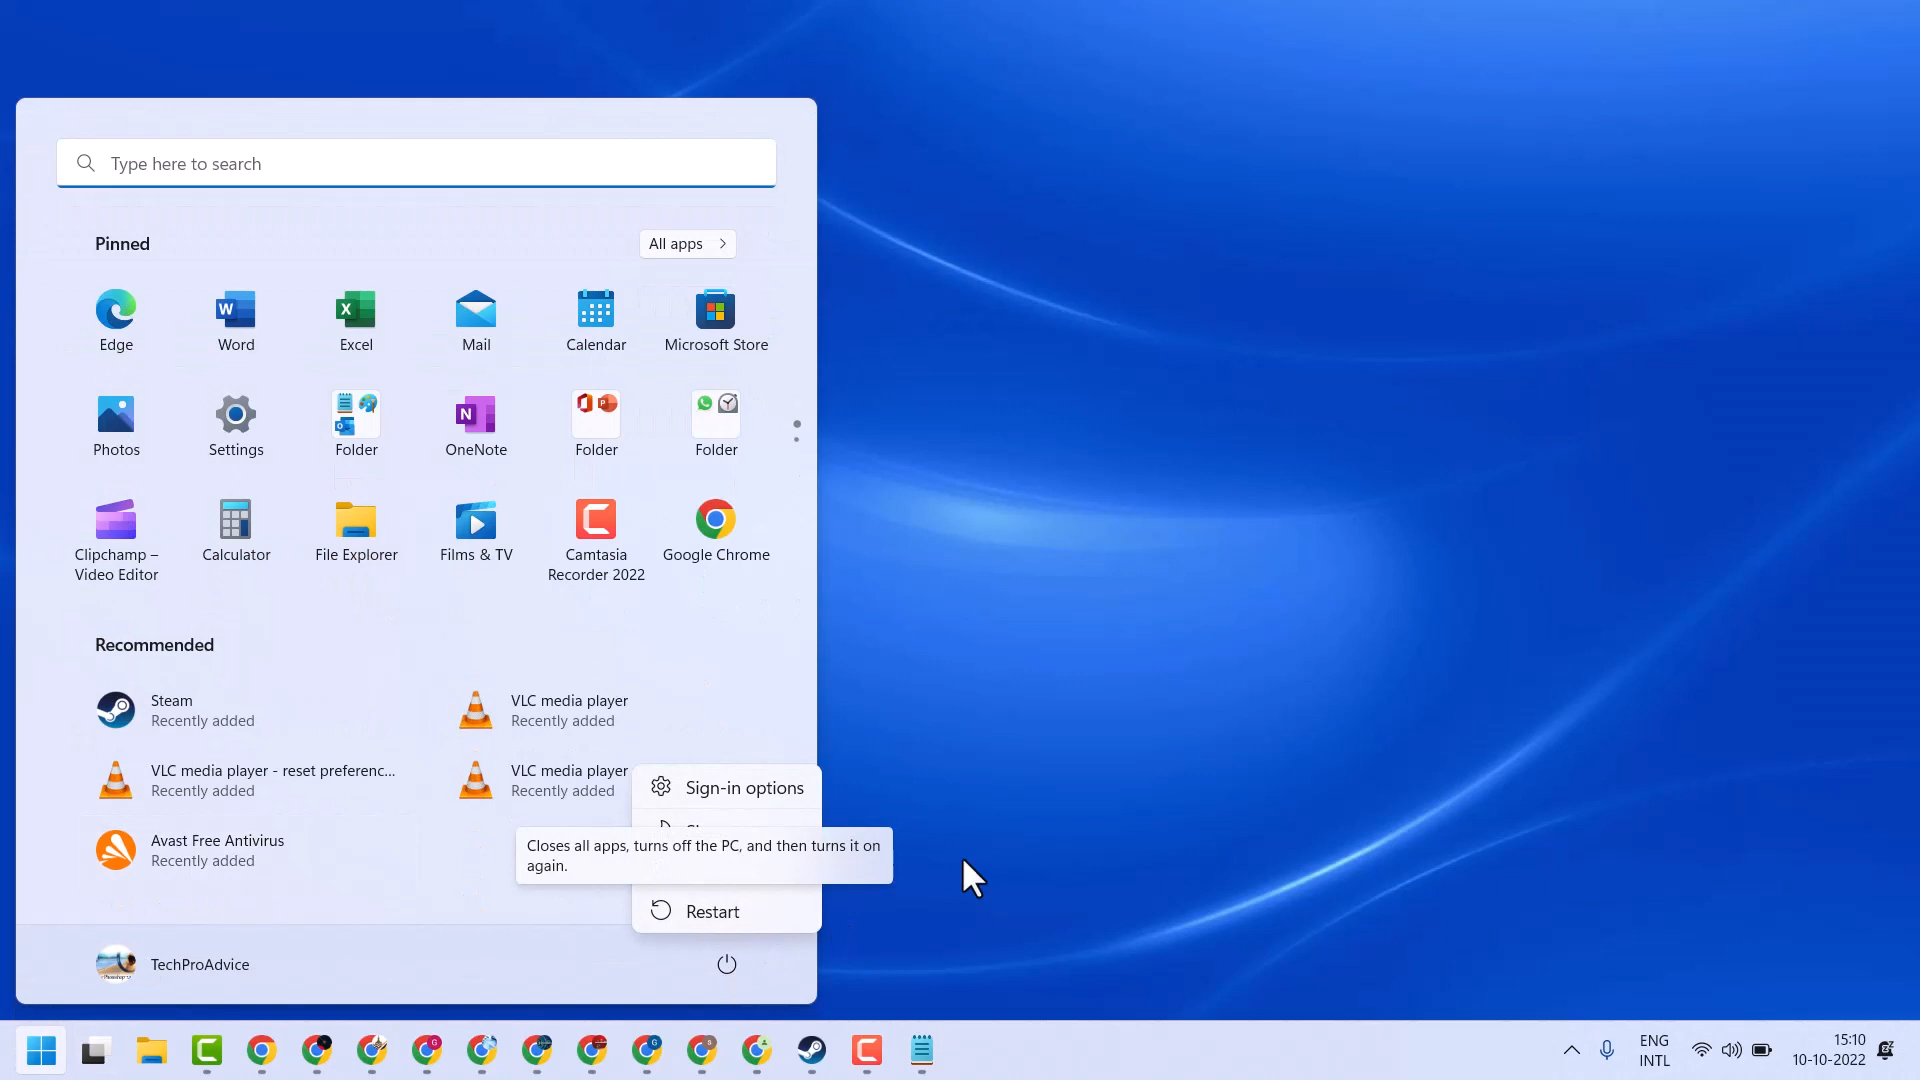 Type here to search
Pinned
All apps
Edge
Word
Excel
Mail
Calendar
Microsoft Store
Photos
Settings
Folder
OneNote
Folder
Folder
Clipchamp –
Video Editor
Calculator
File Explorer
Films & TV
Camtasia
Recorder 2022
Google Chrome
Recommended
Steam
Recently added
VLC media player
Recently added
VLC media player - reset preferenc...
Recently added
VLC media player
Recently added
Sign-in options
Closes all apps, turns off the PC, and then turns it on
again.
Avast Free Antivirus
Recently added
Restart
TechProAdvice
ENG
INTL
15:10
10-10-2022